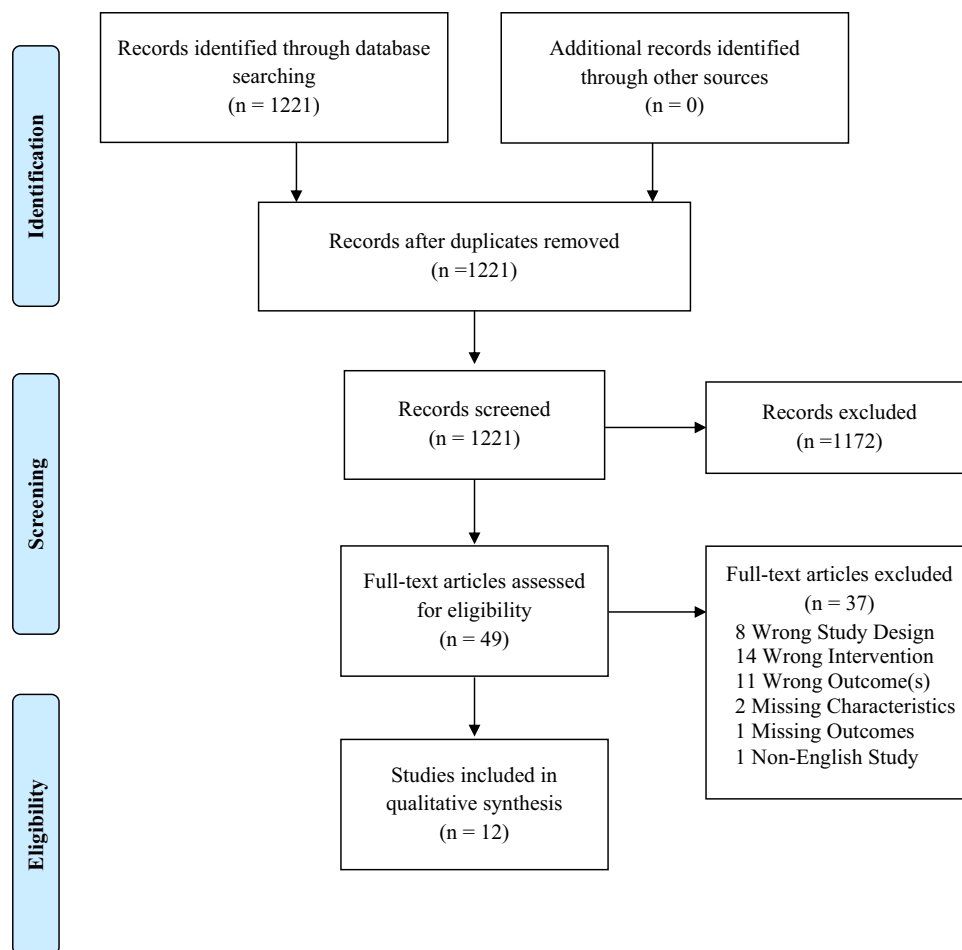 Identification
Records identified through database
searching
(n = 1221)
Additional records identified
through other sources
(n = 0)
Records after duplicates removed
(n =1221)
Screening
Records screened
(n = 1221)
Records excluded
(n =1172)
Full-text articles assessed
for eligibility
(n = 49)
Full-text articles excluded
(n = 37)
8 Wrong Study Design
14 Wrong Intervention
11 Wrong Outcome(s)
2 Missing Characteristics
1 Missing Outcomes
1 Non-English Study
Eligibility
Studies included in
qualitative synthesis
(n = 12)